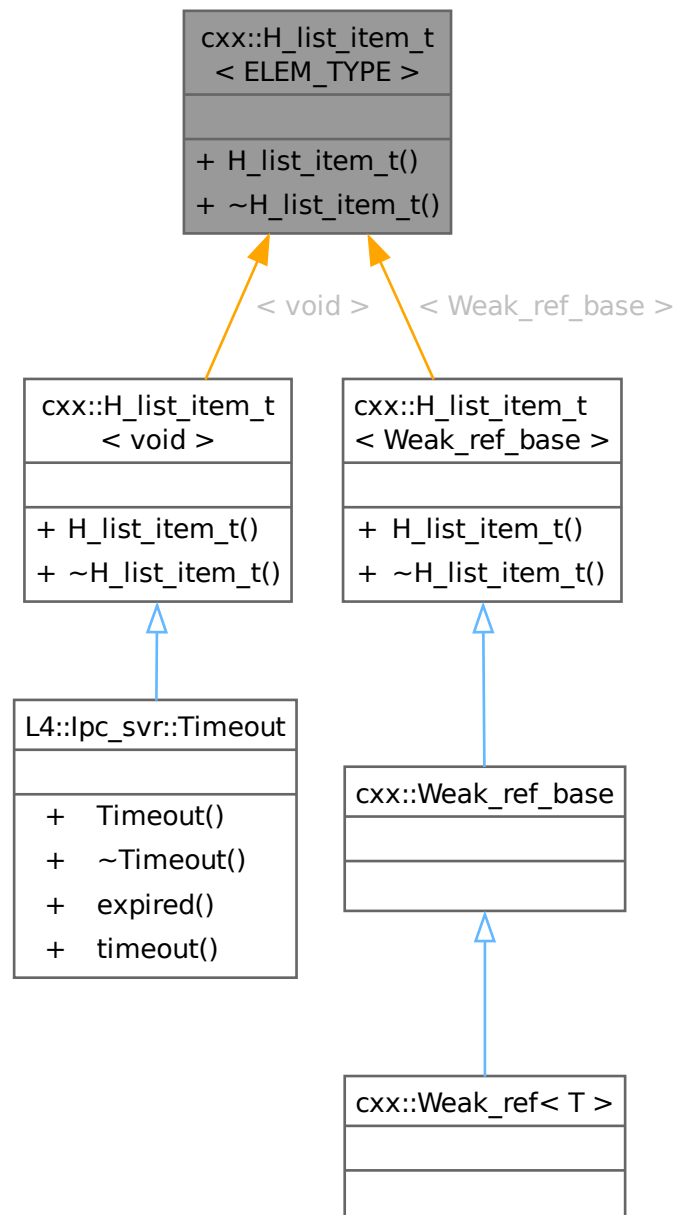 cxx::H_list_item_t
< ELEM_TYPE >
+ H_list_item_t()
+ ~H_list_item_t()
< void >
< Weak_ref_base >
cxx::H_list_item_t
< void >
+ H_list_item_t()
+ ~H_list_item_t()
cxx::H_list_item_t
< Weak_ref_base >
+ H_list_item_t()
+ ~H_list_item_t()
L4::Ipc_svr::Timeout
+ Timeout()
+ ~Timeout()
+ expired()
+ timeout()
cxx::Weak_ref_base
cxx::Weak_ref< T >